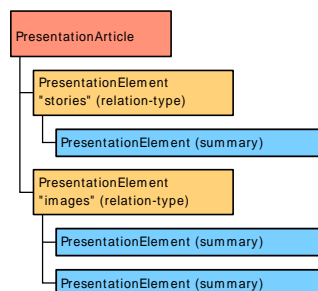 PresentationArticle
PresentationElement
"stories" (relation-type)
PresentationElement (summary)
PresentationElement
"images" (relation-type)
PresentationElement (summary)
PresentationElement (summary)